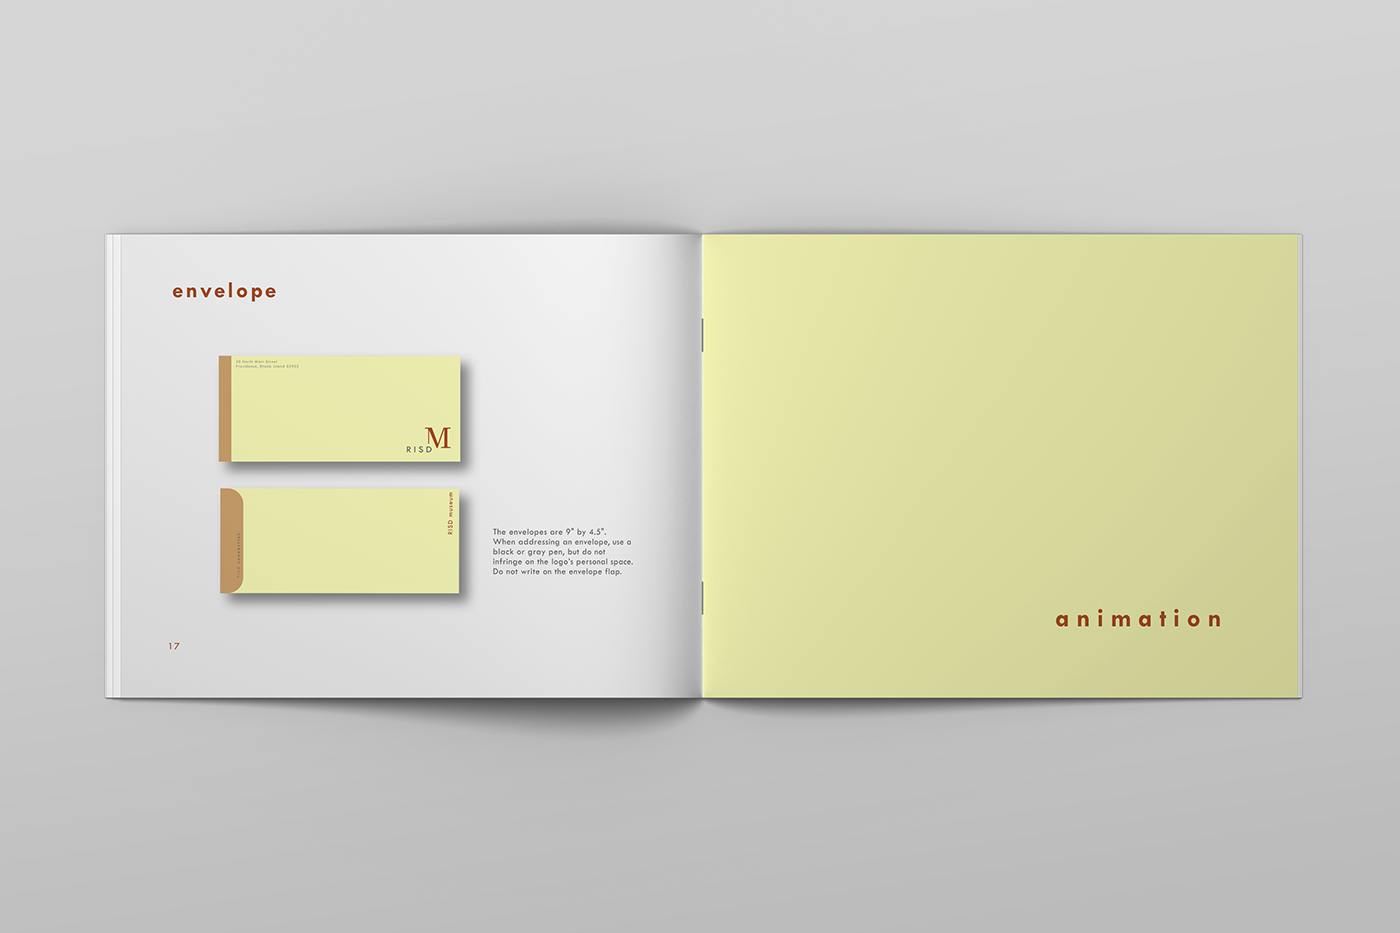 envelope
20 North Main Street
Providence, Rhode Island 02903
M
RISD
RISD museum
The envelopes are 9" by 4.5".
When addressing an envelope, use a
black or gray pen, but do not
infringe on the logo's personal space.
Do not write on the envelope flap.
17
animation